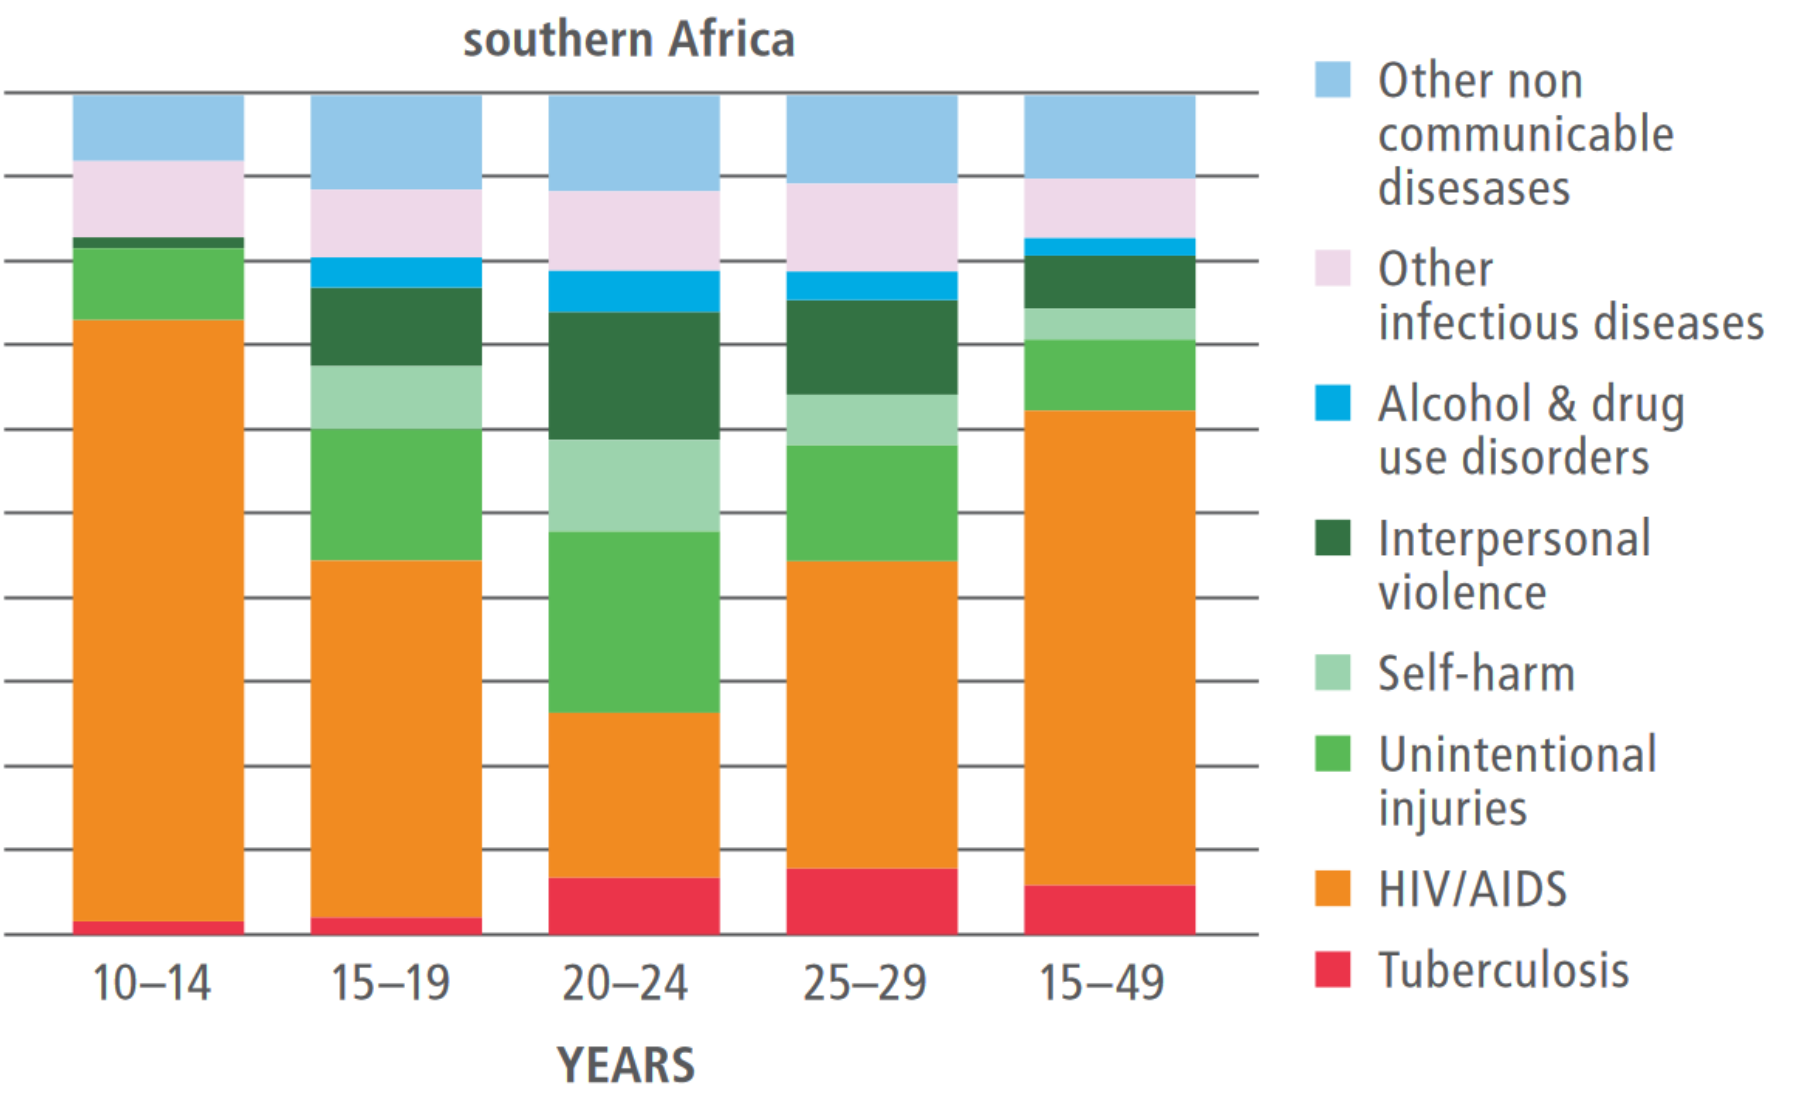 southern Africa
Other non
communicable
disesases
Other
infectious diseases
Alcohol & drug
use disorders
Interpersonal
violence
Self-harm
Unintentional
injuries
HIV/AIDS
Tuberculosis
10–14 15–19 20–24 25–29 15–49
YEARS